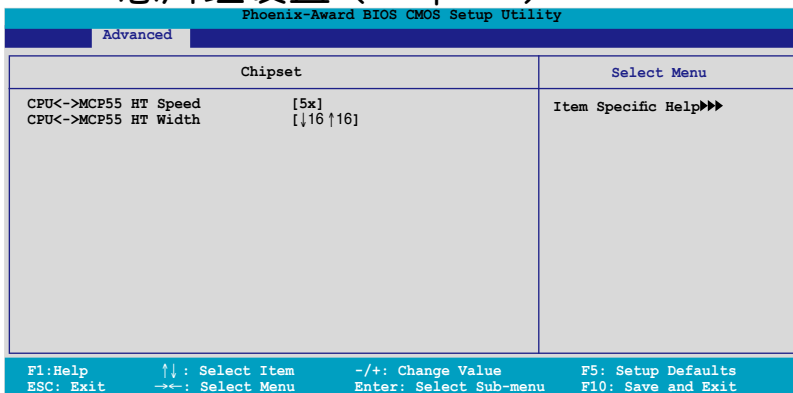 Phoenix-Award BIOS CMOS Setup Utility
Advanced
Chipset
Select Menu
CPU<->MCP55 HT Speed [5x]
CPU<->MCP55 HT Width [↓16 ↑16]
Item Specific Help▶▶▶
F1:Help ↑↓ : Select Item -/+: Change Value F5: Setup Defaults
ESC: Exit →←: Select Menu Enter: Select Sub-menu F10: Save and Exit